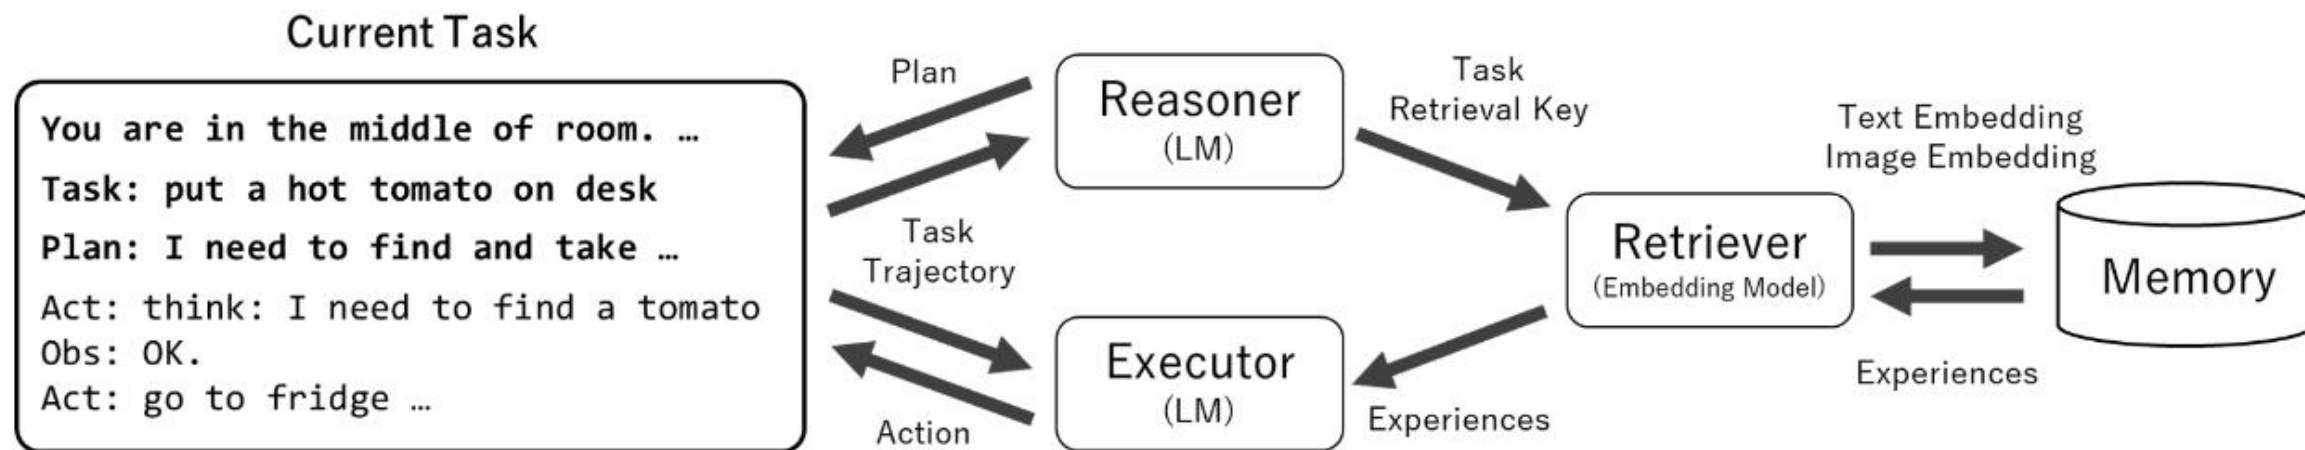 Current Task
You are in the middle of room. …
Task: put a hot tomato on desk
Plan: I need to find and take …
Act: think: I need to find a tomato
Obs: OK.
Act: go to fridge …
Plan
Task
Trajectory
Action
Reasoner
(LM)
Executor
(LM)
Task
Retrieval Key
Experiences
Retriever
(Embedding Model)
Text Embedding
Image Embedding
Experiences
Memory